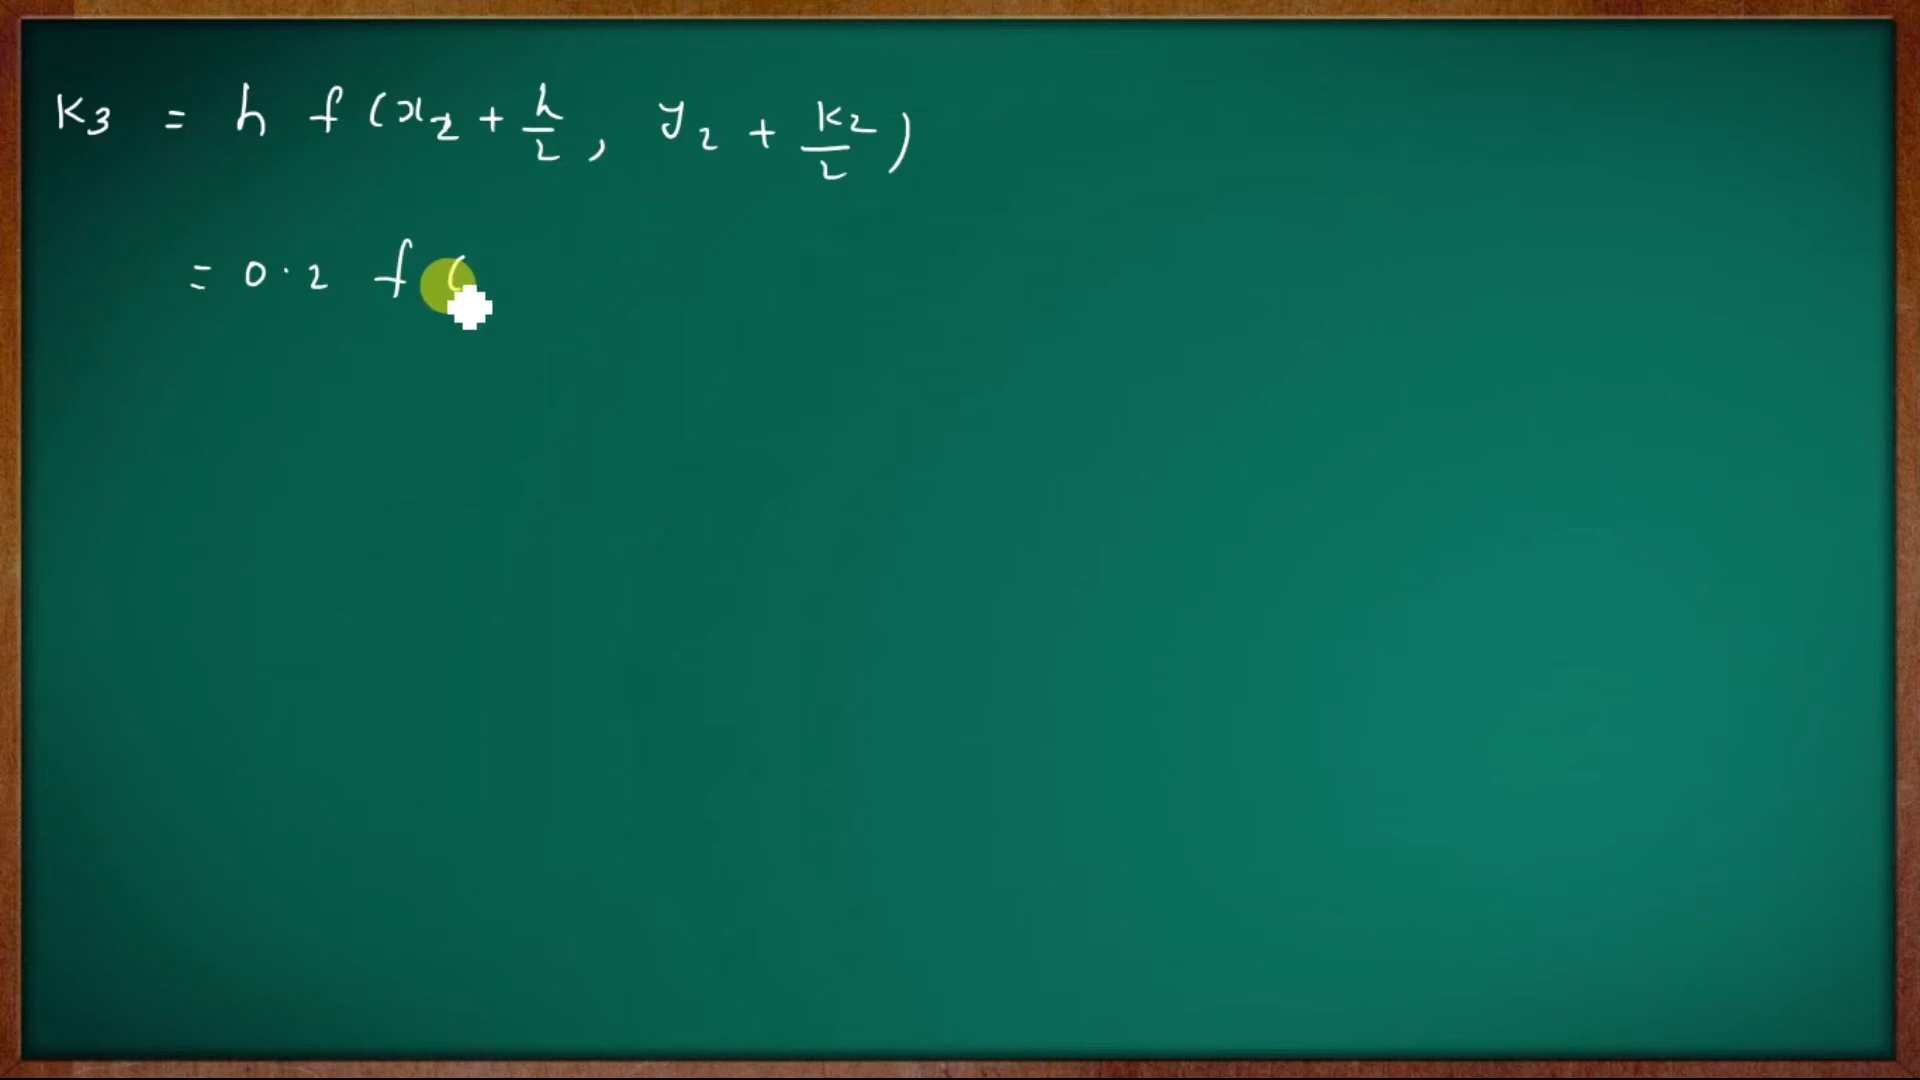 K₃ = h f(x₂ + h/2, y₂ + K₂/2)
= 0.2 f(